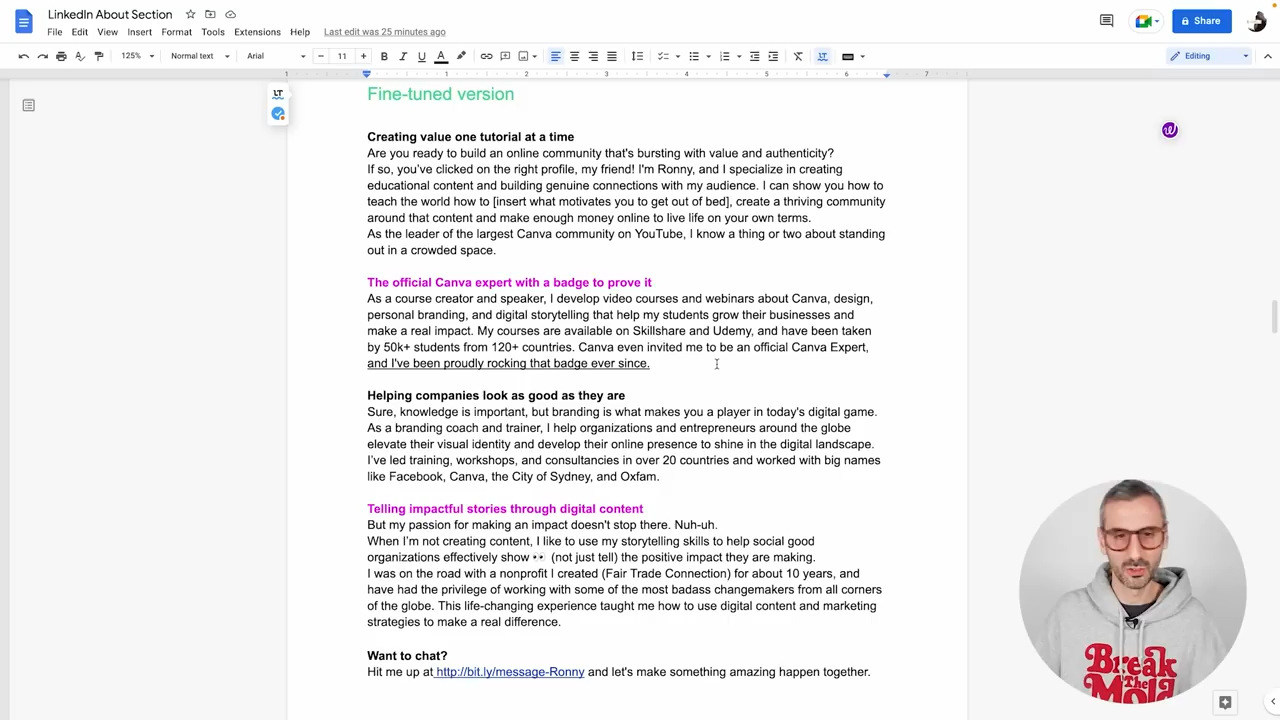 LinkedIn About Section
File Edit View Insert Format Tools Extensions Help Last edit was 25 minutes ago
Share
125% Normal text Arial − 11 + B I U A Editing
1 1 2 3 4 5 6 7
LT
Fine-tuned version
Creating value one tutorial at a time
Are you ready to build an online community that's bursting with value and authenticity?
If so, you've clicked on the right profile, my friend! I'm Ronny, and I specialize in creating
educational content and building genuine connections with my audience. I can show you how to
teach the world how to [insert what motivates you to get out of bed], create a thriving community
around that content and make enough money online to live life on your own terms.
As the leader of the largest Canva community on YouTube, I know a thing or two about standing
out in a crowded space.
The official Canva expert with a badge to prove it
As a course creator and speaker, I develop video courses and webinars about Canva, design,
personal branding, and digital storytelling that help my students grow their businesses and
make a real impact. My courses are available on Skillshare and Udemy, and have been taken
by 50k+ students from 120+ countries. Canva even invited me to be an official Canva Expert,
and I've been proudly rocking that badge ever since.
Helping companies look as good as they are
Sure, knowledge is important, but branding is what makes you a player in today's digital game.
As a branding coach and trainer, I help organizations and entrepreneurs around the globe
elevate their visual identity and develop their online presence to shine in the digital landscape.
I've led training, workshops, and consultancies in over 20 countries and worked with big names
like Facebook, Canva, the City of Sydney, and Oxfam.
Telling impactful stories through digital content
But my passion for making an impact doesn't stop there. Nuh-uh.
When I'm not creating content, I like to use my storytelling skills to help social good
organizations effectively show 👀 (not just tell) the positive impact they are making.
I was on the road with a nonprofit I created (Fair Trade Connection) for about 10 years, and
have had the privilege of working with some of the most badass changemakers from all corners
of the globe. This life-changing experience taught me how to use digital content and marketing
strategies to make a real difference.
Want to chat?
Hit me up at http://bit.ly/message-Ronny and let's make something amazing happen together.
Break
The
Mold